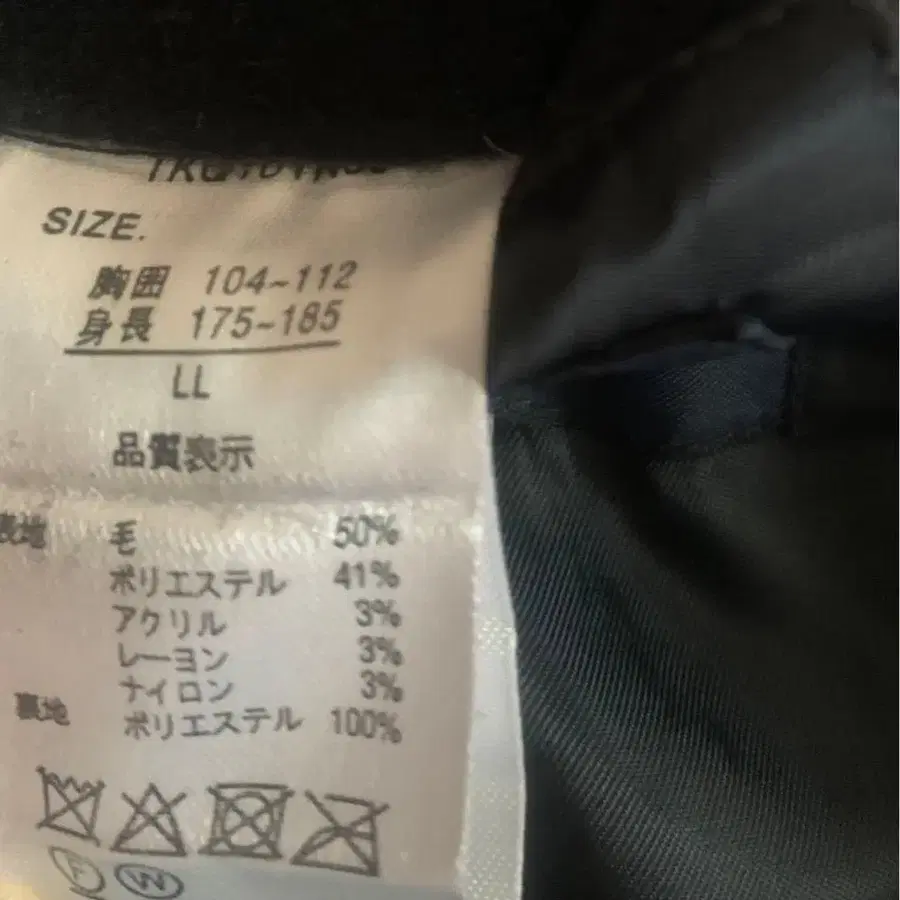 SIZE.
胸囲 104~112
身長 175~185
LL
品質表示
表地 毛 50%
ポリエステル 41%
アクリル 3%
レーヨン 3%
ナイロン 3%
裏地 ポリエステル 100%
F W